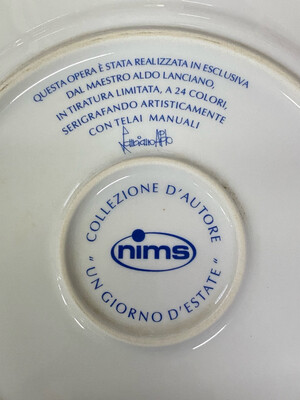 QUESTA OPERA È STATA REALIZZATA IN ESCLUSIVA
DAL MAESTRO ALDO LANCIANO,
IN TIRATURA LIMITATA, A 24 COLORI,
SERIGRAFANDO ARTISTICAMENTE
CON TELAI MANUALI
COLLEZIONE D'AUTORE
nims
"UN GIORNO D'ESTATE"